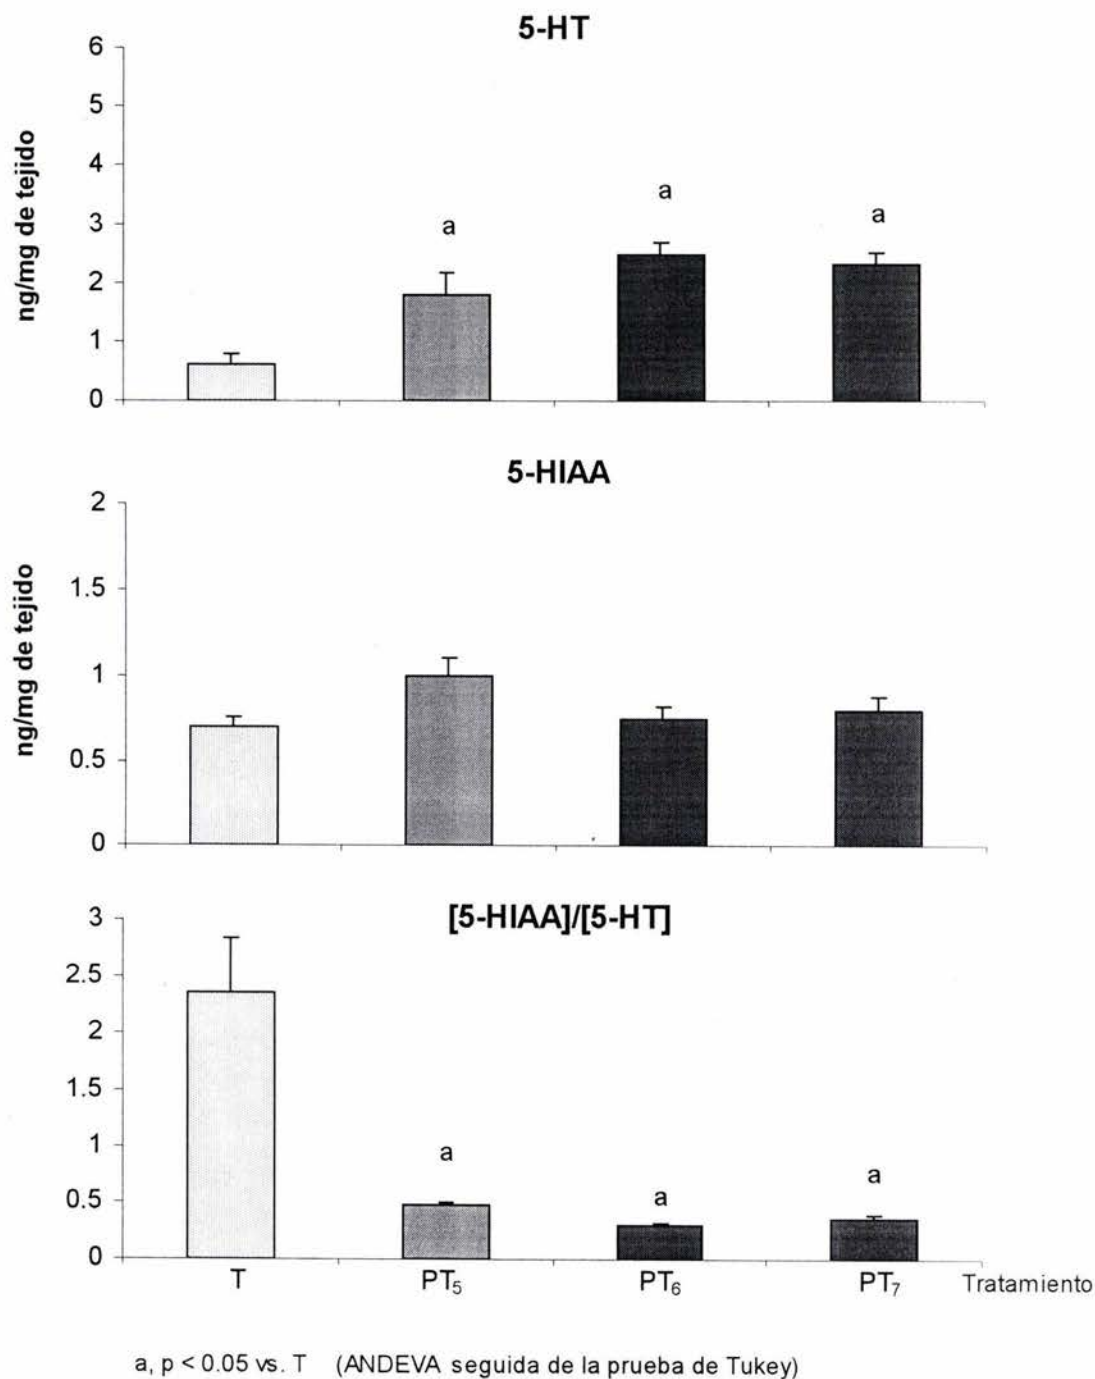 5-HT
6
5
4
3
2
1
0
ng/mg de tejido
a
a
a
5-HIAA
2
1.5
1
0.5
0
ng/mg de tejido
[5-HIAA]/[5-HT]
3
2.5
2
1.5
1
0.5
0
a
a
a
T PT₅ PT₆ PT₇ Tratamiento
a, p < 0.05 vs. T (ANDEVA seguida de la prueba de Tukey)